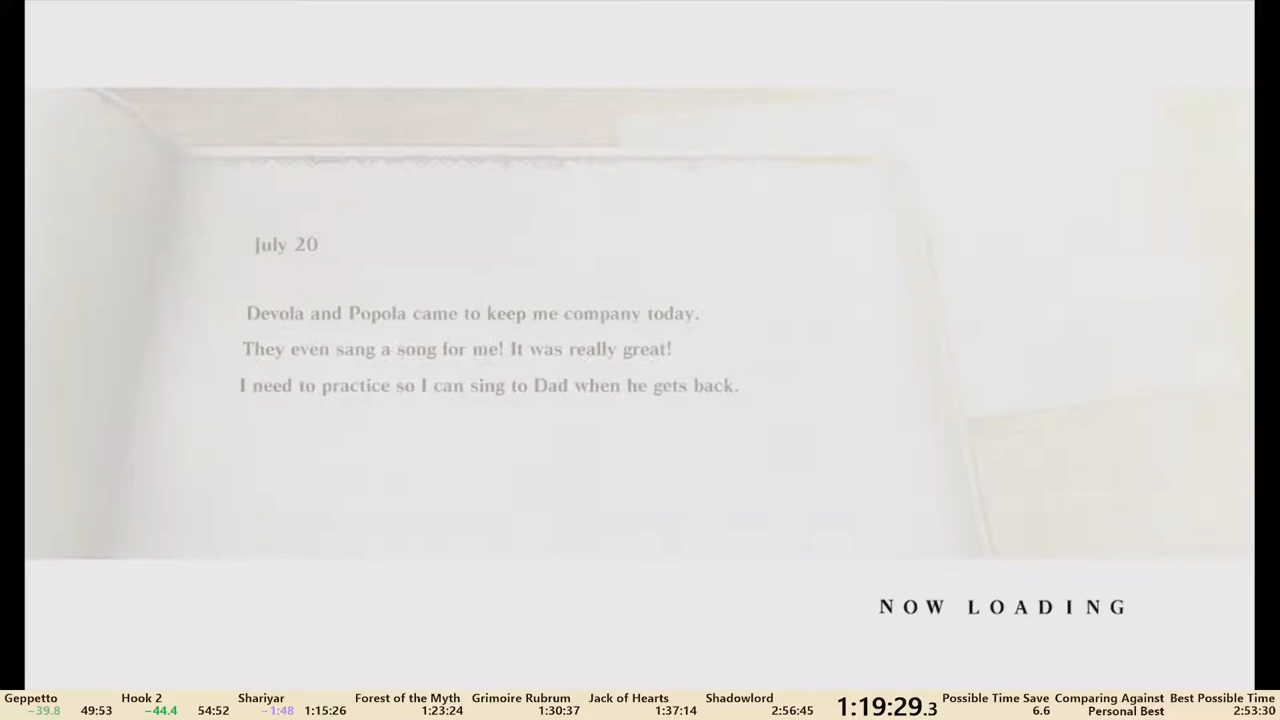 July 20
Devola and Popola came to keep me company today.
They even sang a song for me! It was really great!
I need to practice so I can sing to Dad when he gets back.
NOW LOADING
Geppetto Hook 2 Shariyar Forest of the Myth Grimoire Rubrum Jack of Hearts Shadowlord 1:19:29.3 Possible Time Save Comparing Against Best Possible Time
-39.8 49:53 -44.4 54:52 -1:48 1:15:26 1:23:24 1:30:37 1:37:14 2:56:45 6.6 Personal Best 2:53:30